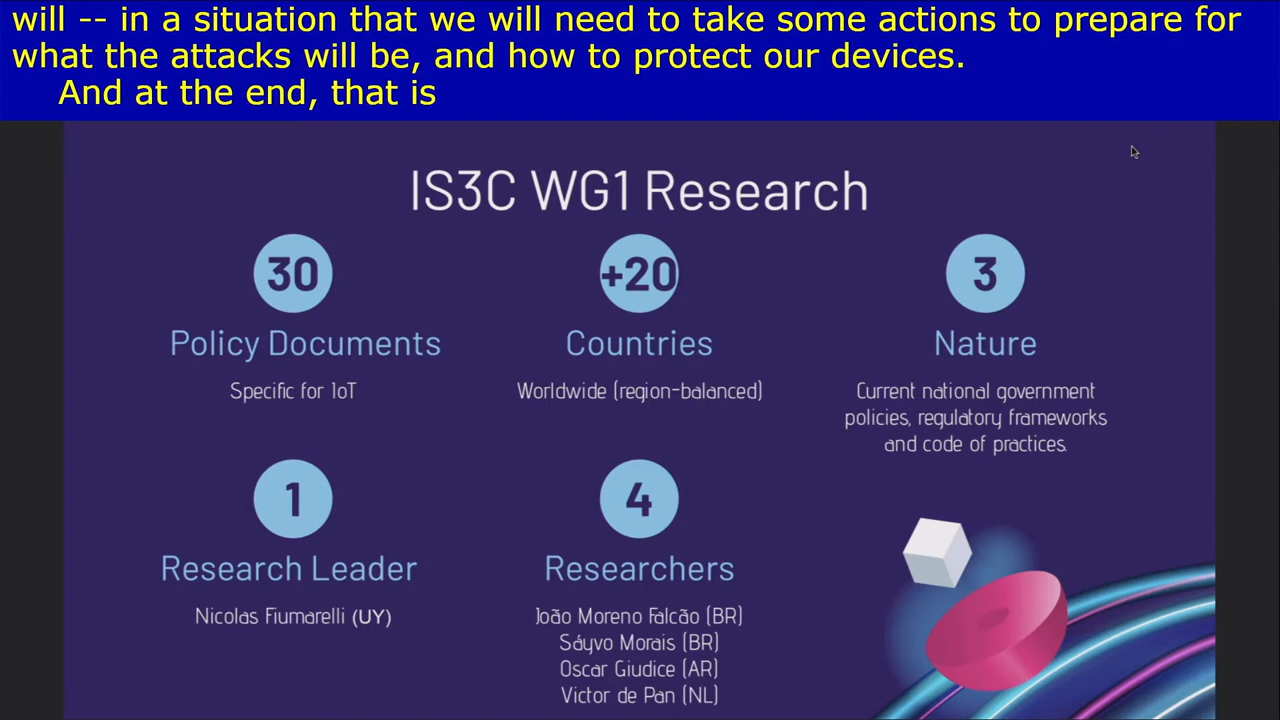 will -- in a situation that we will need to take some actions to prepare for
what the attacks will be, and how to protect our devices.
And at the end, that is
IS3C WG1 Research
30
Policy Documents
Specific for IoT
+20
Countries
Worldwide (region-balanced)
3
Nature
Current national government
policies, regulatory frameworks
and code of practices.
1
Research Leader
Nicolas Fiumarelli (UY)
4
Researchers
João Moreno Falcão (BR)
Sáyvo Morais (BR)
Oscar Giudice (AR)
Victor de Pan (NL)